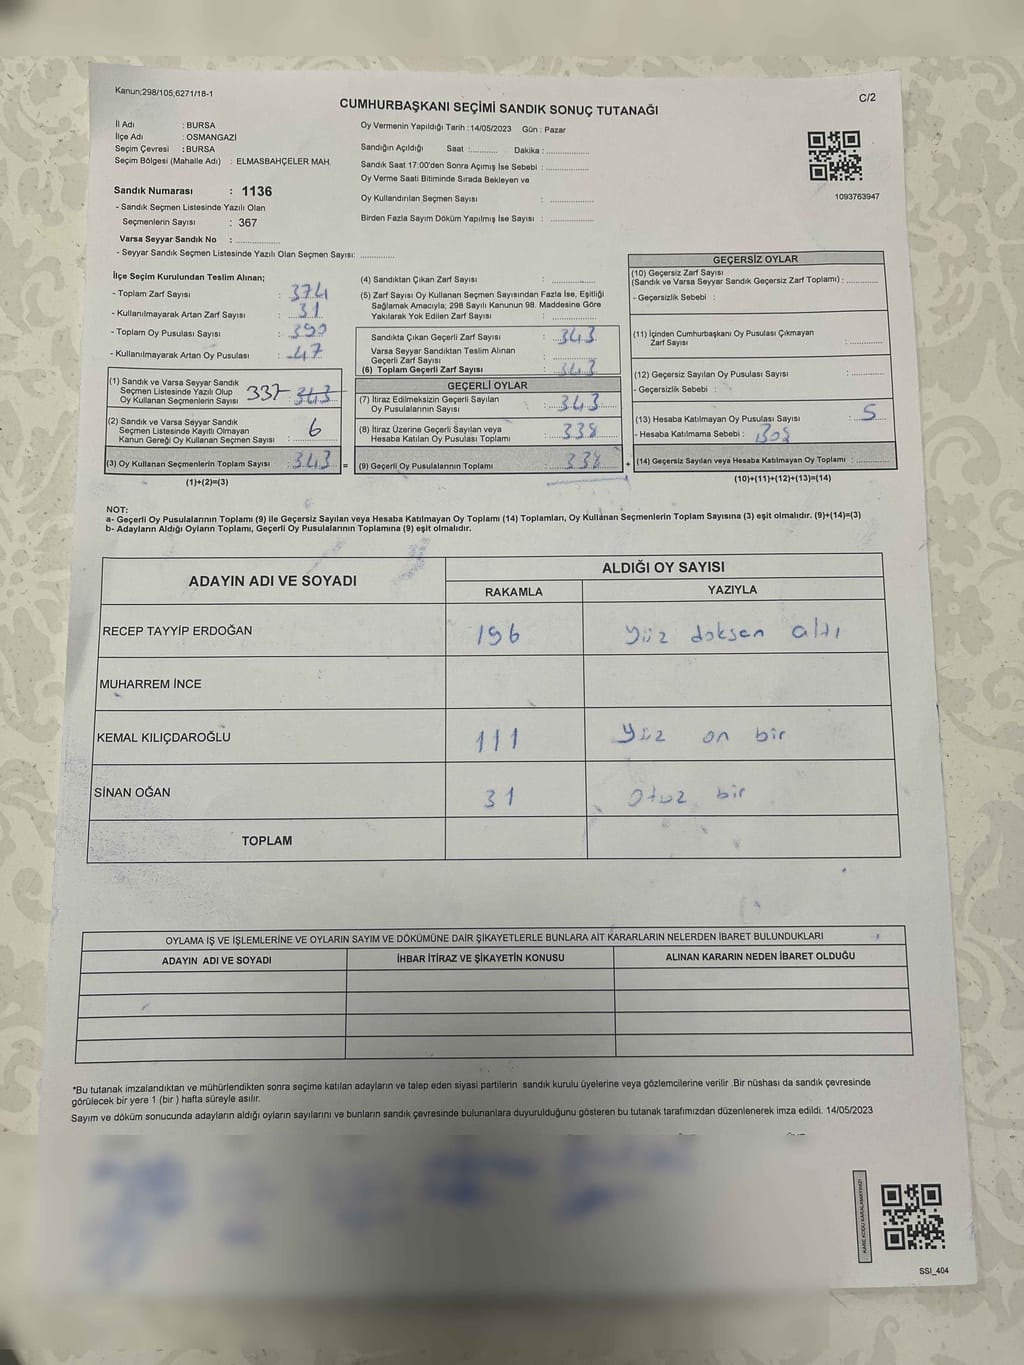 Kanun;298/105,6271/18-1
C/2
CUMHURBAŞKANI SEÇİMİ SANDIK SONUÇ TUTANAĞI
İl Adı : BURSA
İlçe Adı : OSMANGAZİ
Seçim Çevresi : BURSA
Seçim Bölgesi (Mahalle Adı) : ELMASBAHÇELER MAH.
Sandık Numarası : 1136
- Sandık Seçmen Listesinde Yazılı Olan
Seçmenlerin Sayısı : 367
Varsa Seyyar Sandık No : ..............
- Seyyar Sandık Seçmen Listesinde Yazılı Olan Seçmen Sayısı: ............
Oy Vermenin Yapıldığı Tarih :14/05/2023 Gün : Pazar
Sandığın Açıldığı Saat :......... Dakika : ..............
Sandık Saat 17:00'den Sonra Açımış İse Sebebi : ..............
Oy Verme Saati Bitiminde Sırada Bekleyen ve
Oy Kullandırılan Seçmen Sayısı : ..............
Birden Fazla Sayım Döküm Yapılmış İse Sayısı : ..............
1093763947
İlçe Seçim Kurulundan Teslim Alınan;
- Toplam Zarf Sayısı : 374
- Kullanılmayarak Artan Zarf Sayısı : 31
- Toplam Oy Pusulası Sayısı : 390
- Kullanılmayarak Artan Oy Pusulası : 47
(1) Sandık ve Varsa Seyyar Sandık
Seçmen Listesinde Yazılı Olup
Oy Kullanan Seçmenlerin Sayısı 337 343
(2) Sandık ve Varsa Seyyar Sandık
Seçmen Listesinde Kayıtlı Olmayan
Kanun Gereği Oy Kullanan Seçmen Sayısı : 6
(3) Oy Kullanan Seçmenlerin Toplam Sayısı : 343 =
(1)+(2)=(3)
(4) Sandıktan Çıkan Zarf Sayısı : ..............
(5) Zarf Sayısı Oy Kullanan Seçmen Sayısından Fazla İse, Eşitliği
Sağlamak Amacıyla; 298 Sayılı Kanunun 98. Maddesine Göre
Yakılarak Yok Edilen Zarf Sayısı : ..............
Sandıkta Çıkan Geçerli Zarf Sayısı : 343
Varsa Seyyar Sandıktan Teslim Alınan
Geçerli Zarf Sayısı :
(6) Toplam Geçerli Zarf Sayısı : 343
GEÇERLİ OYLAR
(7) İtiraz Edilmeksizin Geçerli Sayılan
Oy Pusulalarının Sayısı : 343
(8) İtiraz Üzerine Geçerli Sayılan veya
Hesaba Katılan Oy Pusulası Toplamı : 338
(9) Geçerli Oy Pusulalarının Toplamı : 338 +
GEÇERSİZ OYLAR
(10) Geçersiz Zarf Sayısı
(Sandık ve Varsa Seyyar Sandık Geçersiz Zarf Toplamı) : ............
- Geçersizlik Sebebi :
(11) İçinden Cumhurbaşkanı Oy Pusulası Çıkmayan
Zarf Sayısı : ............
(12) Geçersiz Sayılan Oy Pusulası Sayısı : ............
- Geçersizlik Sebebi :
(13) Hesaba Katılmayan Oy Pusulası Sayısı : 5
- Hesaba Katılmama Sebebi : Boş
(14) Geçersiz Sayılan veya Hesaba Katılmayan Oy Toplamı : ............
(10)+(11)+(12)+(13)=(14)
NOT:
a- Geçerli Oy Pusulalarının Toplamı (9) ile Geçersiz Sayılan veya Hesaba Katılmayan Oy Toplamı (14) Toplamları, Oy Kullanan Seçmenlerin Toplam Sayısına (3) eşit olmalıdır. (9)+(14)=(3)
b- Adayların Aldığı Oyların Toplamı, Geçerli Oy Pusulalarının Toplamına (9) eşit olmalıdır.
ADAYIN ADI VE SOYADI
ALDIĞI OY SAYISI
RAKAMLA YAZIYLA
RECEP TAYYİP ERDOĞAN 196 yüz doksan altı
MUHARREM İNCE
KEMAL KILIÇDAROĞLU 111 yüz on bir
SİNAN OĞAN 31 otuz bir
TOPLAM
OYLAMA İŞ VE İŞLEMLERİNE VE OYLARIN SAYIM VE DÖKÜMÜNE DAİR ŞİKAYETLERLE BUNLARA AİT KARARLARIN NELERDEN İBARET BULUNDUKLARI
ADAYIN ADI VE SOYADI İHBAR İTİRAZ VE ŞİKAYETİN KONUSU ALINAN KARARIN NEDEN İBARET OLDUĞU
*Bu tutanak imzalandıktan ve mühürlendikten sonra seçime katılan adayların ve talep eden siyasi partilerin sandık kurulu üyelerine veya gözlemcilerine verilir .Bir nüshası da sandık çevresinde
görülecek bir yere 1 (bir ) hafta süreyle asılır.
Sayım ve döküm sonucunda adayların aldığı oyların sayılarını ve bunların sandık çevresinde bulunanlara duyurulduğunu gösteren bu tutanak tarafımızdan düzenlenerek imza edildi. 14/05/2023
KARE KODU KARALAMAYINIZ!
SSI_404